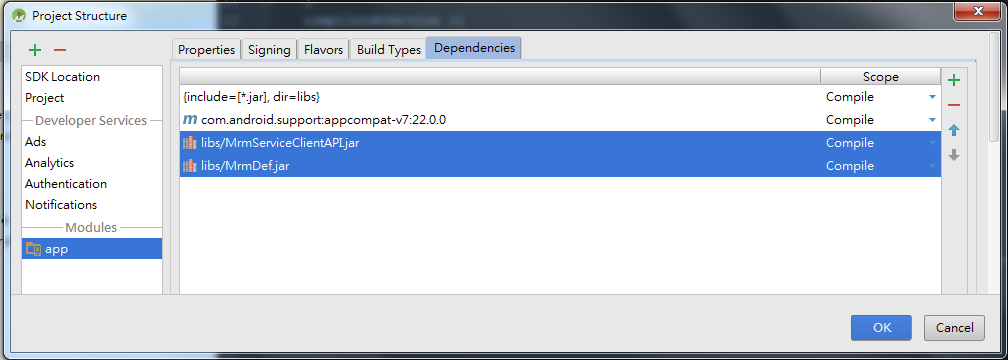 Project Structure
compileSdkVersion 22
Properties
Signing
Flavors
Build Types
Dependencies
SDK Location
Project
Developer Services
Ads
Analytics
Authentication
Notifications
Modules
app
Scope
{include=[*.jar], dir=libs}
Compile
m com.android.support:appcompat-v7:22.0.0
Compile
libs/MrmServiceClientAPI.jar
Compile
libs/MrmDef.jar
Compile
OK
Cancel